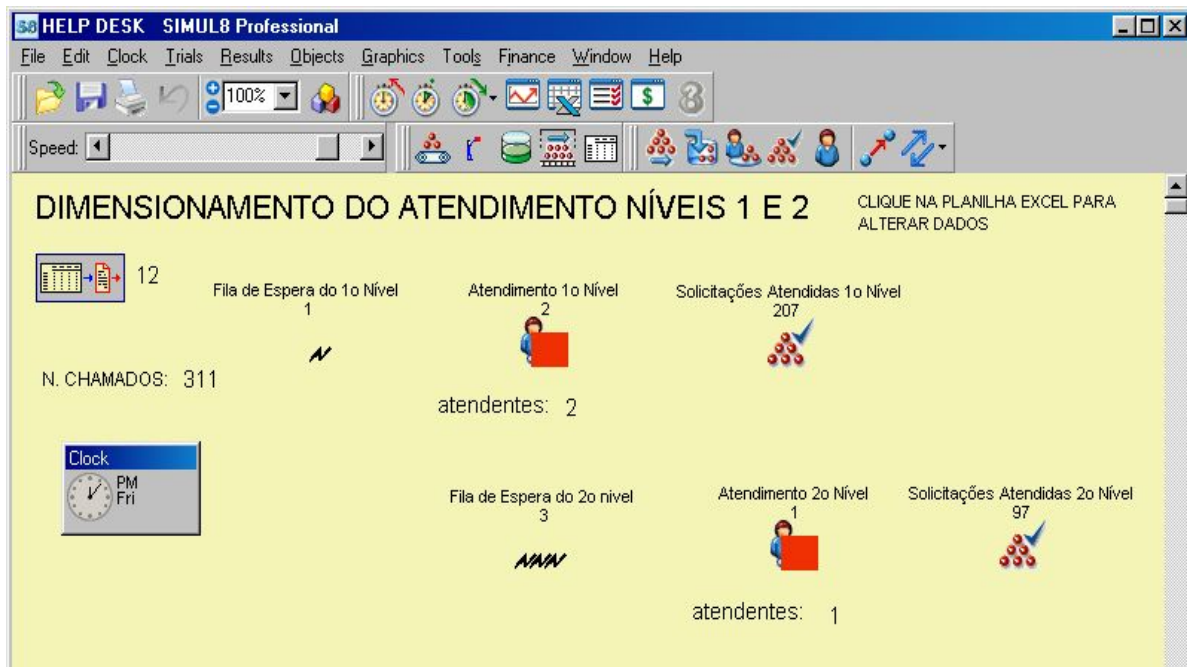 HELP DESK SIMUL8 Professional
File Edit Clock Trials Results Objects Graphics Tools Finance Window Help
100%
Speed:
DIMENSIONAMENTO DO ATENDIMENTO NÍVEIS 1 E 2
CLIQUE NA PLANILHA EXCEL PARA
ALTERAR DADOS
12
Fila de Espera do 1o Nível
1
Atendimento 1o Nível
2
Solicitações Atendidas 1o Nível
207
N. CHAMADOS: 311
atendentes: 2
Clock
PM
Fri
Fila de Espera do 2o nivel
3
Atendimento 2o Nível
1
Solicitações Atendidas 2o Nível
97
atendentes: 1